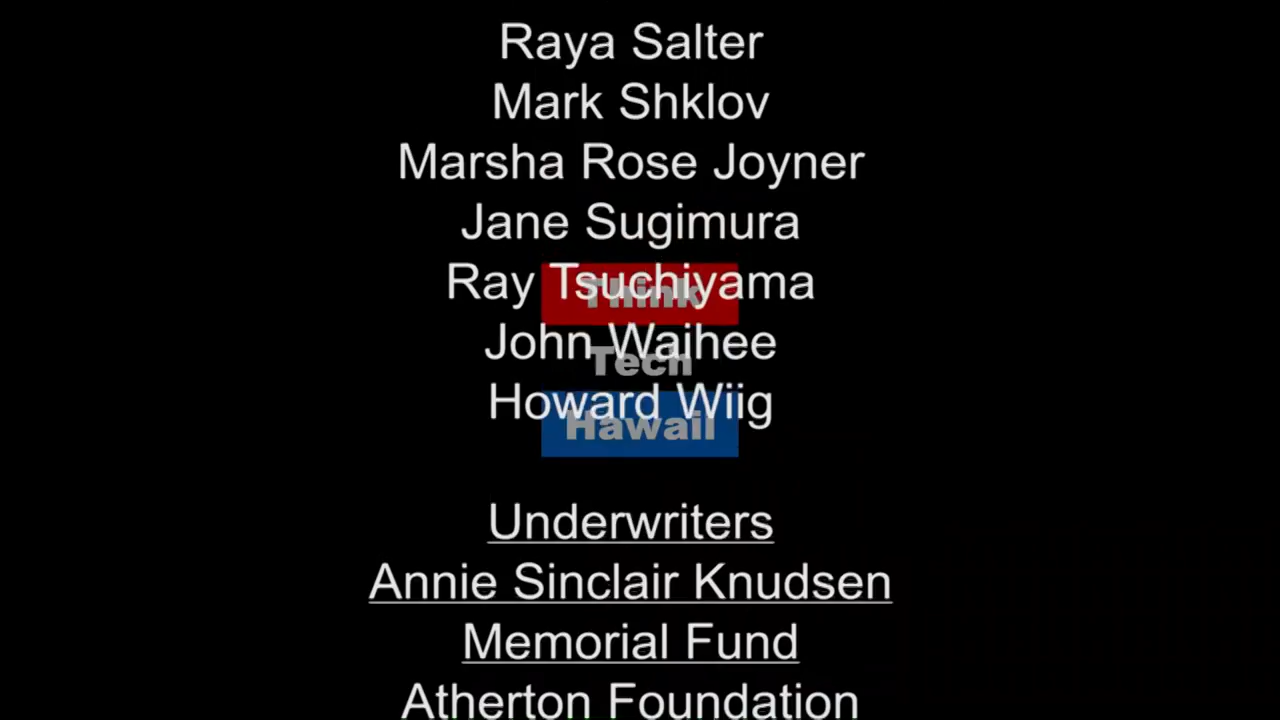 Raya Salter
Mark Shklov
Marsha Rose Joyner
Jane Sugimura
Ray Tsuchiyama
Think
John Waihee
Tech
Howard Wiig
Hawaii
Underwriters
Annie Sinclair Knudsen
Memorial Fund
Atherton Foundation